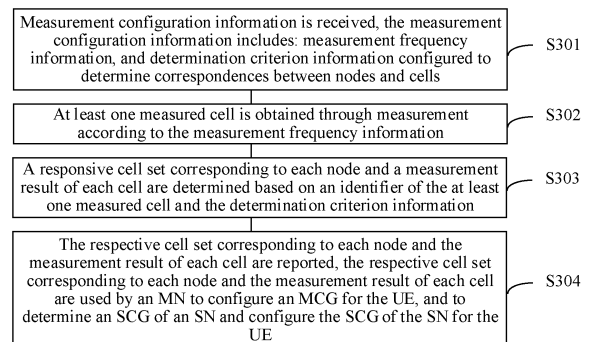 Measurement configuration information is received, the measurement
configuration information includes: measurement frequency
information, and determination criterion information configured to
determine correspondences between nodes and cells
S301
At least one measured cell is obtained through measurement
according to the measurement frequency information
S302
A responsive cell set corresponding to each node and a measurement
result of each cell are determined based on an identifier of the at least
one measured cell and the determination criterion information
S303
The respective cell set corresponding to each node and the
measurement result of each cell are reported, the respective cell set
corresponding to each node and the measurement result of each cell
are used by an MN to configure an MCG for the UE, and to
determine an SCG of an SN and configure the SCG of the SN for the
UE
S304